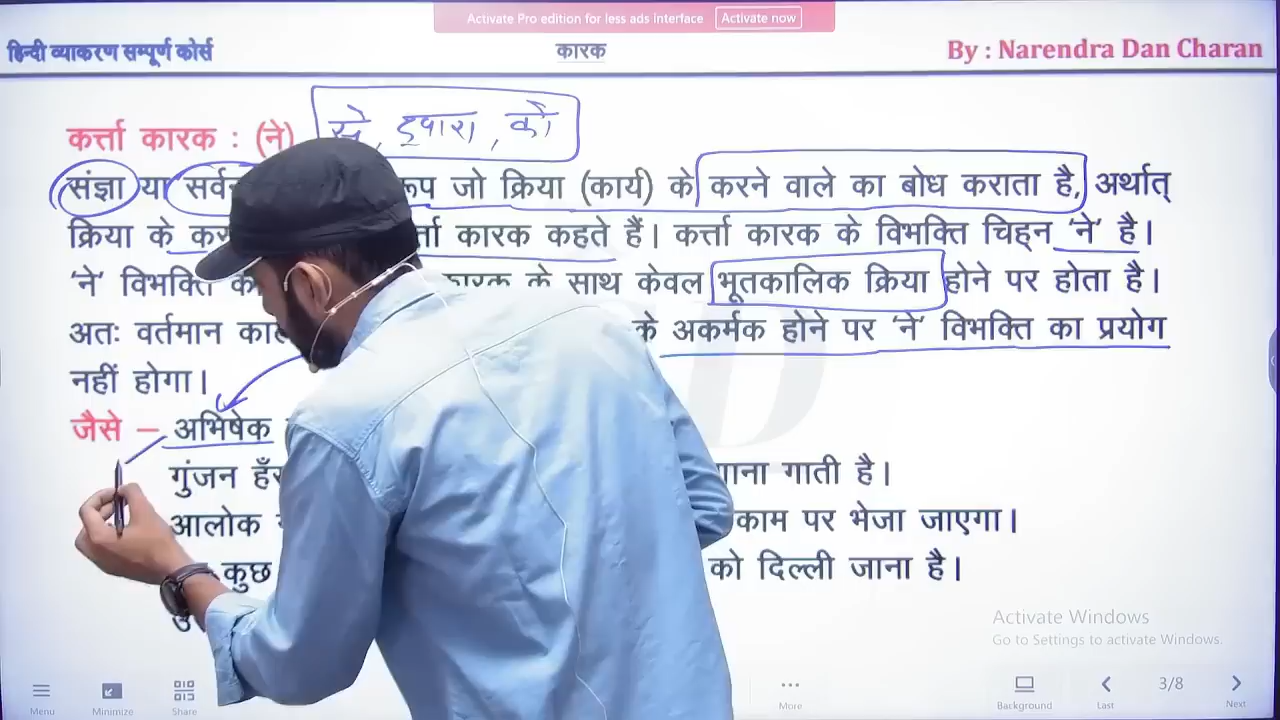 Activate Pro edition for less ads interface Activate now
हिन्दी व्याकरण सम्पूर्ण कोर्स कारक By : Narendra Dan Charan
कर्त्ता कारक : (ने) से, द्वारा, को
संज्ञा या रूप जो क्रिया (कार्य) के करने वाले का बोध कराता है, अर्थात्
क्रिया के कारक कहते हैं। कर्त्ता कारक के विभक्ति चिह्न 'ने' है।
'ने' विभक्ति कारक के साथ केवल भूतकालिक क्रिया होने पर होता है।
अतः वर्तमान के अकर्मक होने पर 'ने' विभक्ति का प्रयोग
नहीं होगा।
जैसे – अभिषेक
गुंजन गाना गाती है।
आलोक काम पर भेजा जाएगा।
कुछ को दिल्ली जाना है।
Activate Windows
Go to Settings to activate Windows.
Menu Minimize Share More Background Last 3/8 Next